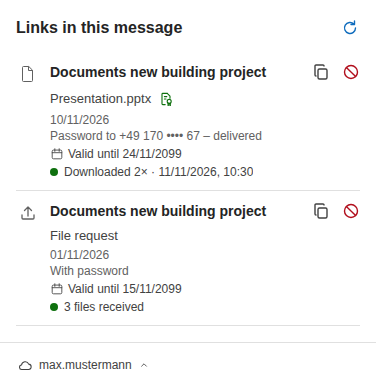 Links in this message
Documents new building project
Presentation.pptx
10/11/2026
Password to +49 170 •••• 67 – delivered
Valid until 24/11/2099
Downloaded 2× · 11/11/2026, 10:30
Documents new building project
File request
01/11/2026
With password
Valid until 15/11/2099
3 files received
max.mustermann